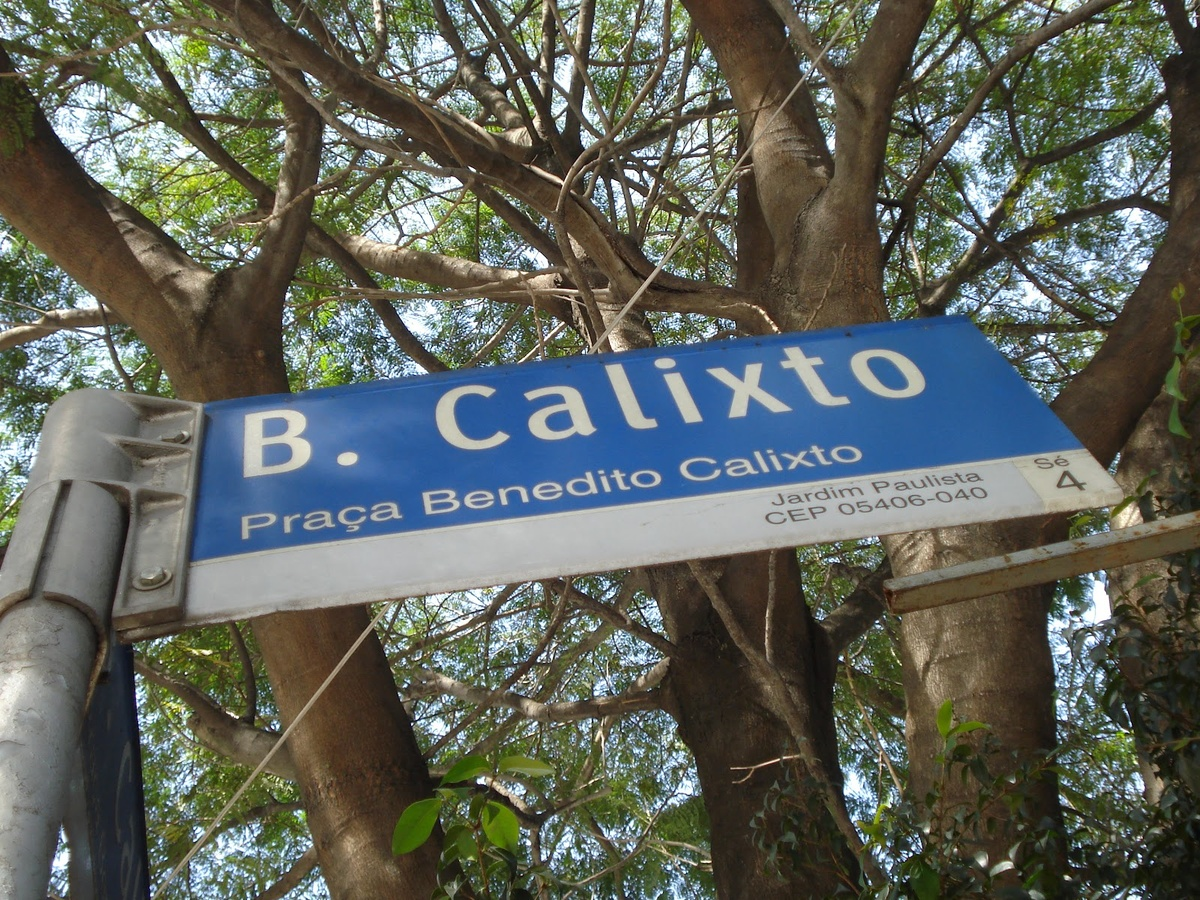 B. Calixto
Praça Benedito Calixto
Jardim Paulista
CEP 05406-040
Sé
4